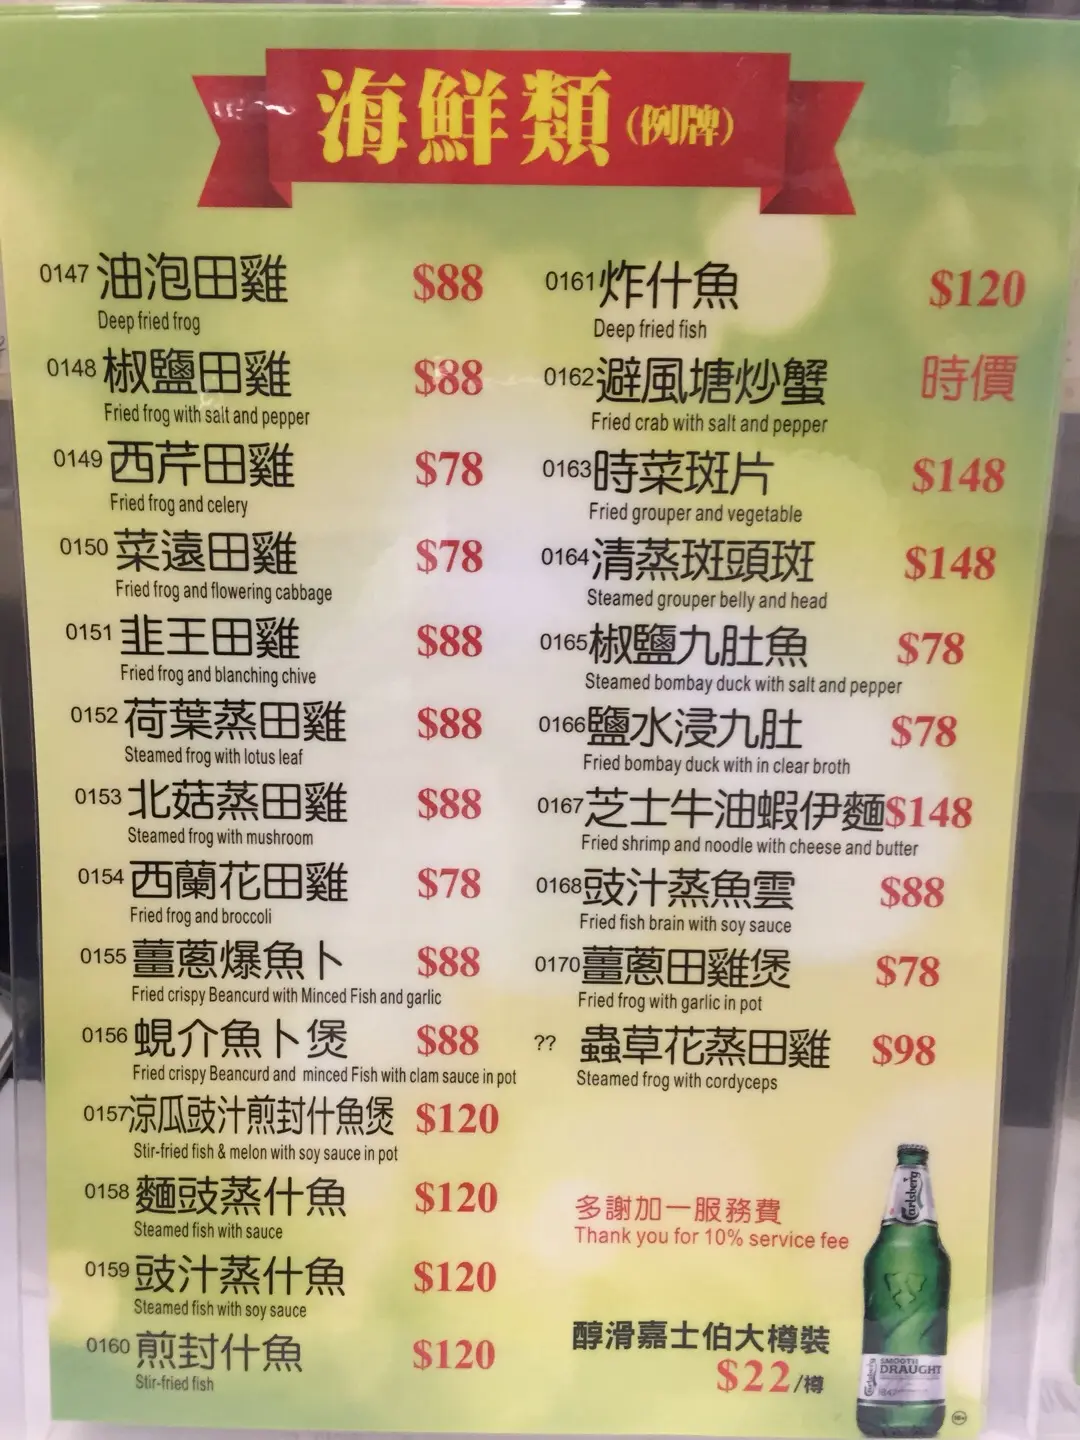 海鮮類(例牌)
0147 油泡田雞 $88
Deep fried frog
0148 椒鹽田雞 $88
Fried frog with salt and pepper
0149 西芹田雞 $78
Fried frog and celery
0150 菜遠田雞 $78
Fried frog and flowering cabbage
0151 韭王田雞 $88
Fried frog and blanching chive
0152 荷葉蒸田雞 $88
Steamed frog with lotus leaf
0153 北菇蒸田雞 $88
Steamed frog with mushroom
0154 西蘭花田雞 $78
Fried frog and broccoli
0155 薑蔥爆魚卜 $88
Fried crispy Beancurd with Minced Fish and garlic
0156 蜆介魚卜煲 $88
Fried crispy Beancurd and minced Fish with clam sauce in pot
0157 涼瓜豉汁煎封什魚煲 $120
Stir-fried fish & melon with soy sauce in pot
0158 麵豉蒸什魚 $120
Steamed fish with sauce
0159 豉汁蒸什魚 $120
Steamed fish with soy sauce
0160 煎封什魚 $120
Stir-fried fish
0161 炸什魚 $120
Deep fried fish
0162 避風塘炒蟹 時價
Fried crab with salt and pepper
0163 時菜斑片 $148
Fried grouper and vegetable
0164 清蒸斑頭斑 $148
Steamed grouper belly and head
0165 椒鹽九肚魚 $78
Steamed bombay duck with salt and pepper
0166 鹽水浸九肚 $78
Fried bombay duck with in clear broth
0167 芝士牛油蝦伊麵 $148
Fried shrimp and noodle with cheese and butter
0168 豉汁蒸魚雲 $88
Fried fish brain with soy sauce
0170 薑蔥田雞煲 $78
Fried frog with garlic in pot
?? 蟲草花蒸田雞 $98
Steamed frog with cordyceps
多謝加一服務費
Thank you for 10% service fee
醇滑嘉士伯大樽裝
$22/樽
Carlsberg
SMOOTH
DRAUGHT
Carlsberg
1847